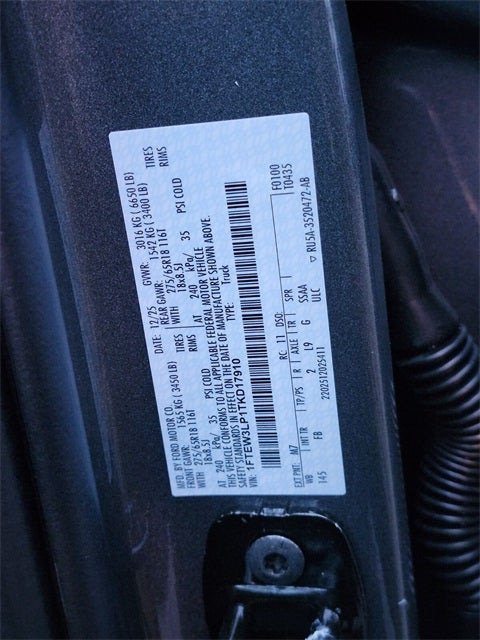 MFD. BY FORD MOTOR CO.
DATE: 12/25 GVWR: 3016 KG ( 6650 LB)
FRONT GAWR: 1565 KG ( 3450 LB) REAR GAWR: 1542 KG ( 3400 LB)
WITH 275/65R18 116T TIRES WITH 275/65R18 116T TIRES
18x8.5J RIMS 18x8.5J RIMS
AT 240 kPa/ 35 PSI COLD AT 240 kPa/ 35 PSI COLD
THIS VEHICLE CONFORMS TO ALL APPLICABLE FEDERAL MOTOR VEHICLE
SAFETY STANDARDS IN EFFECT ON THE DATE OF MANUFACTURE SHOWN ABOVE.
VIN: 1FTEW3LP1TKD17910 TYPE: Truck
F0100
T0435
EXT PNT: M7 RC: 11 DSO:
WB INT TR TP/PS R AXLE TR SPR
145 FB 2 L9 G SSAA
ULC
2202512025411
▽ RU5A-3520472-AB